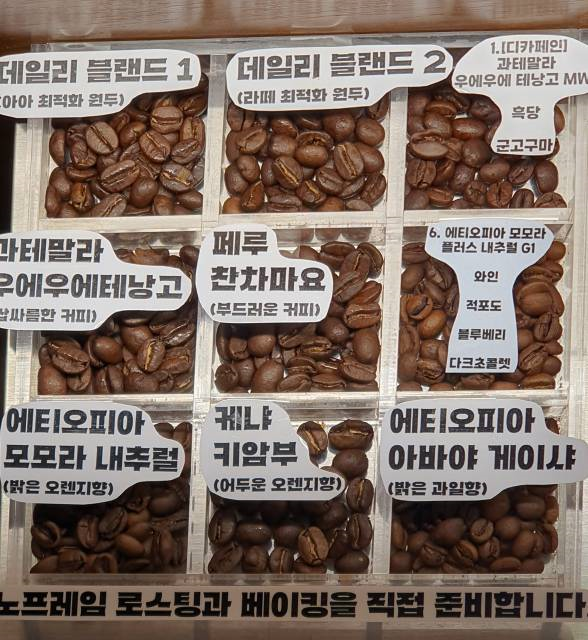 데일리 블랜드 1
(아아 최적화 원두)
데일리 블랜드 2
(라떼 최적화 원두)
1.[디카페인]
과테말라
우에우에 테낭고 MW
흑당
군고구마
과테말라
우에우에테낭고
(쌉싸름한 커피)
페루
찬차마요
(부드러운 커피)
6. 에티오피아 모모라
플러스 내추럴 G1
와인
적포도
블루베리
다크초콜렛
에티오피아
모모라 내추럴
(밝은 오렌지향)
케냐
키암부
(어두운 오렌지향)
에티오피아
아바야 게이샤
(밝은 과일향)
노프레임 로스팅과 베이킹을 직접 준비합니다.